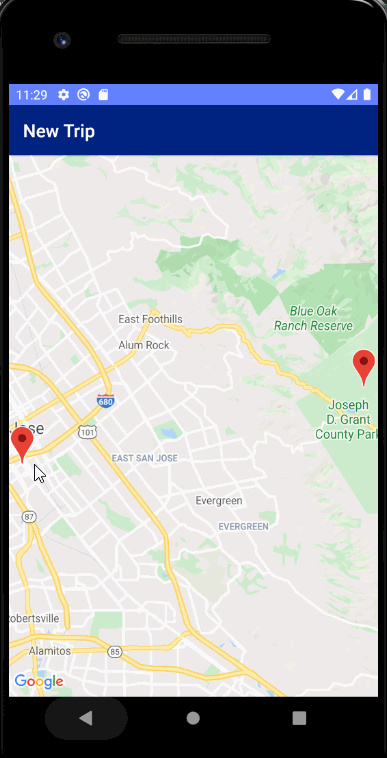 11:29
New Trip
East Foothills
Blue Oak
Ranch Reserve
Alum Rock
680
Joseph
D. Grant
County Park
Jose
101
EAST SAN JOSE
Evergreen
87
EVERGREEN
obertsville
Alamitos
85
Google